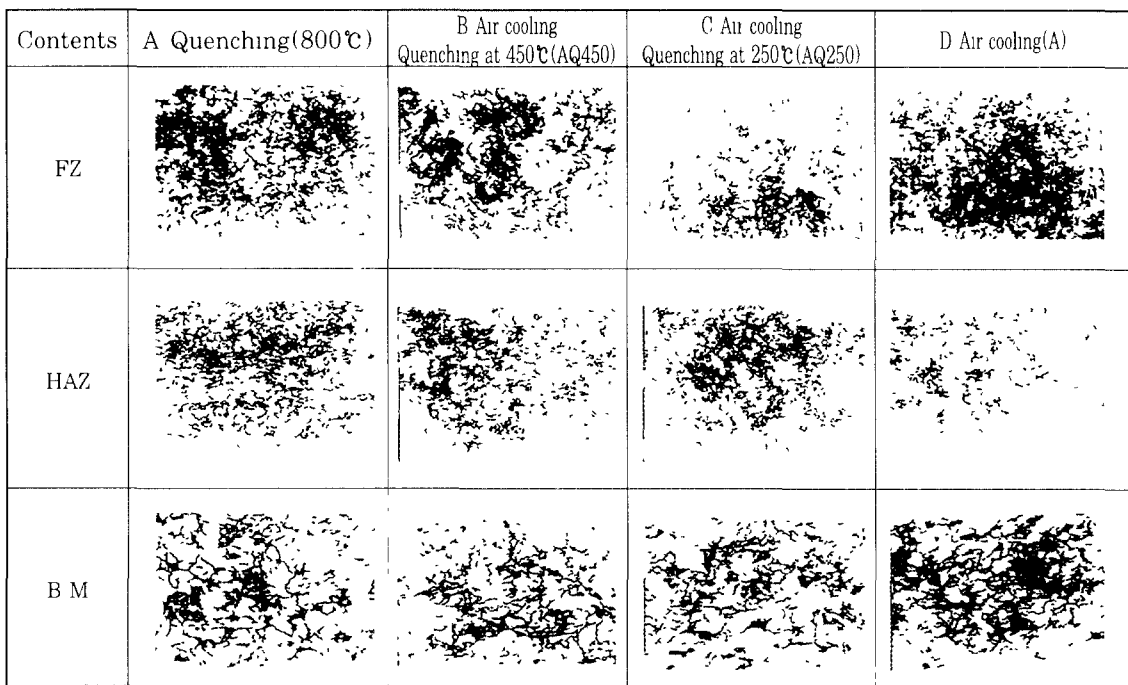 Contents
A Quenching(800℃)
B Air cooling
Quenching at 450℃(AQ450)
C Air cooling
Quenching at 250℃(AQ250)
D Air cooling(A)
FZ
HAZ
B M